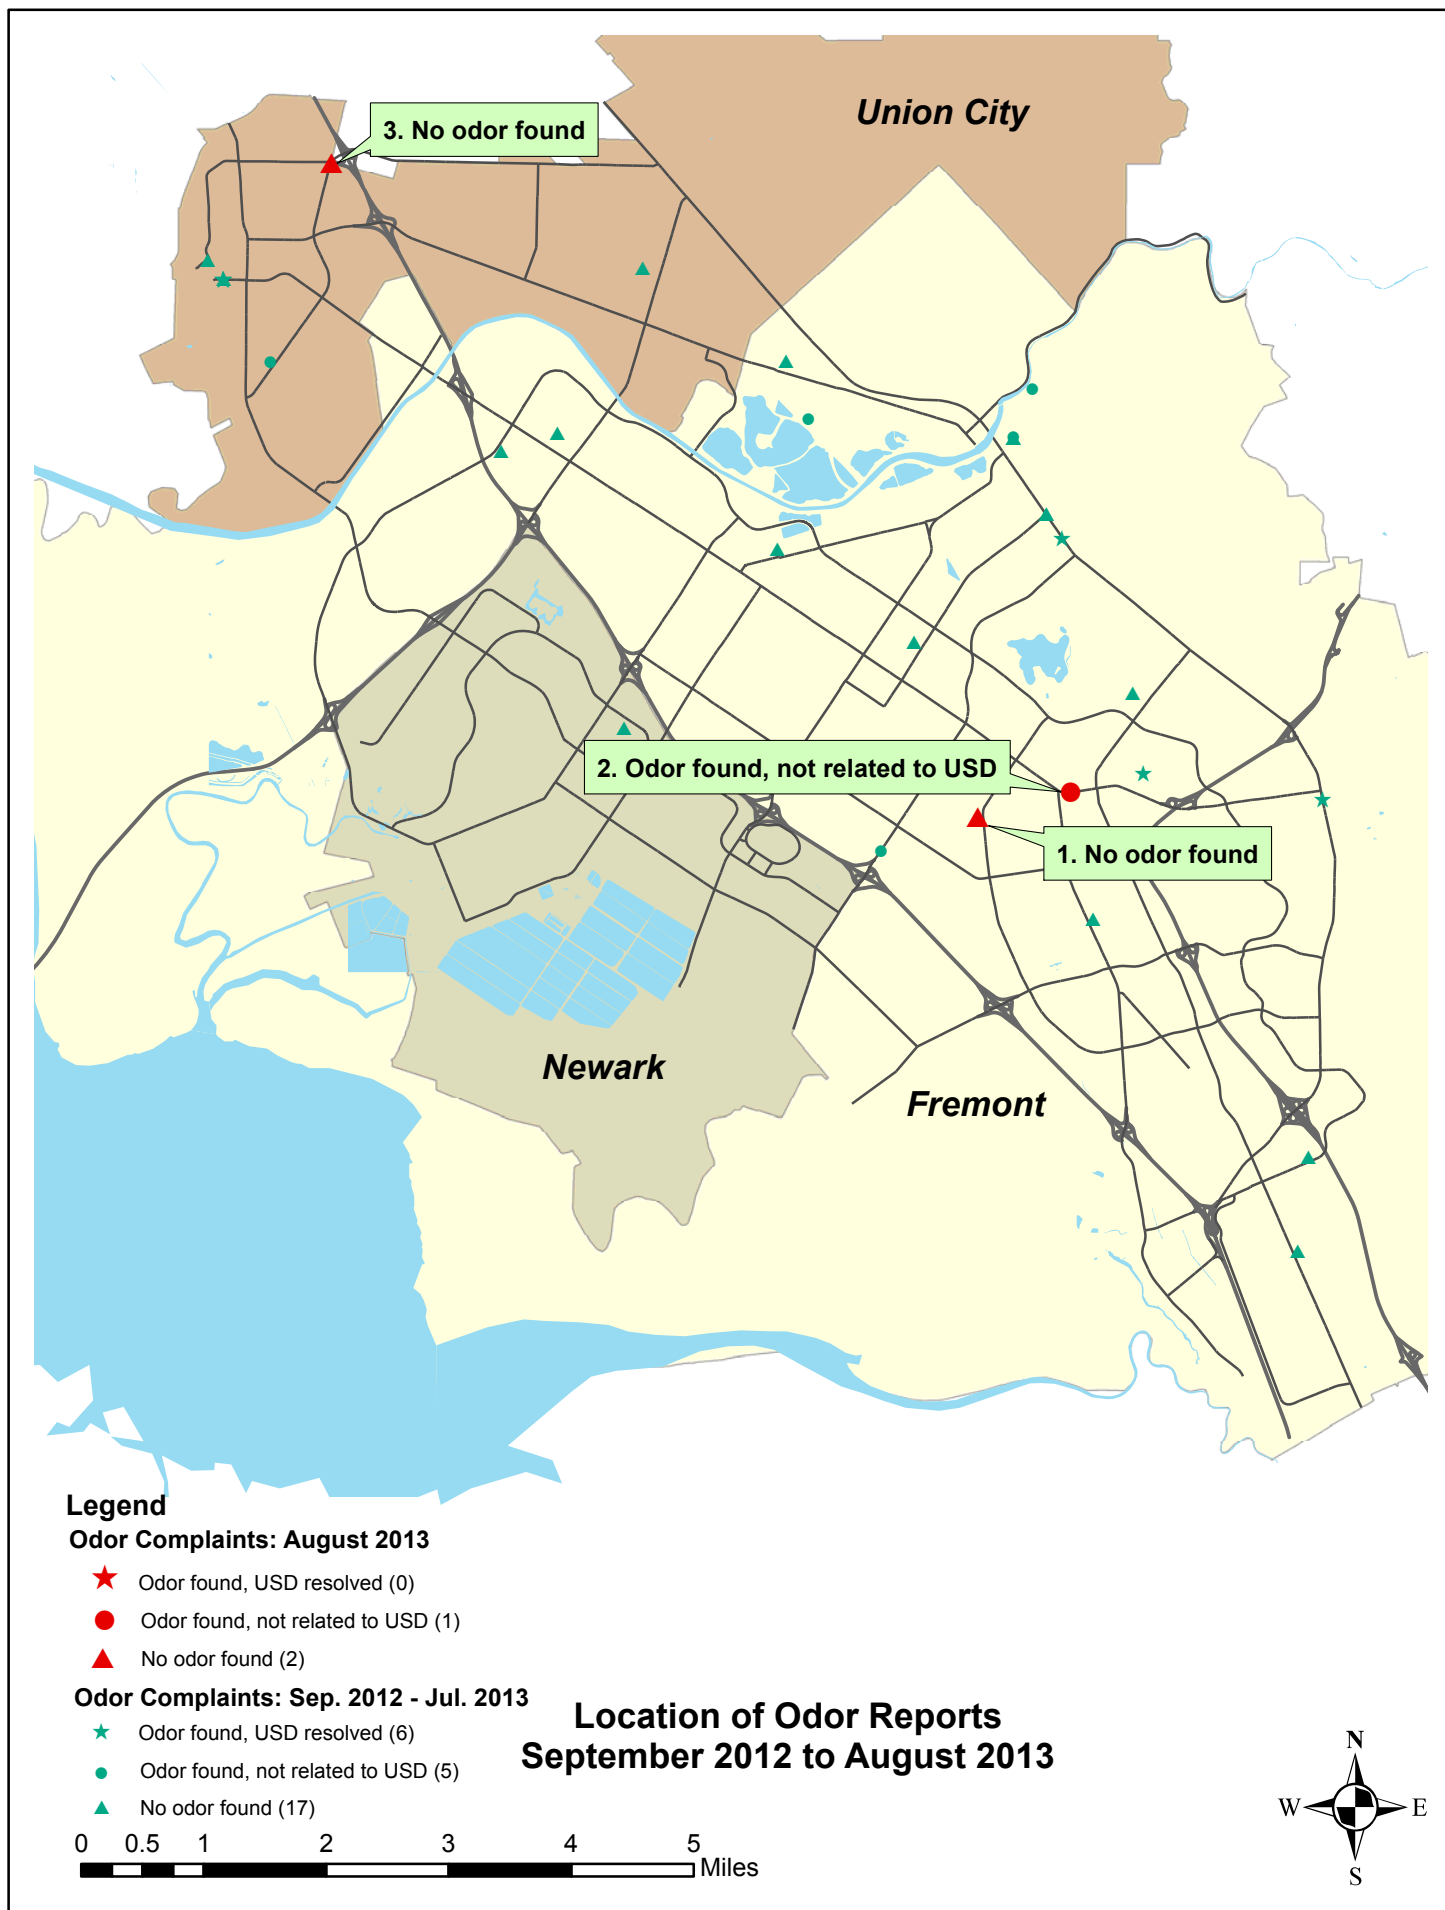 Union City
3. No odor found
2. Odor found, not related to USD
1. No odor found
Newark
Fremont
Legend
Odor Complaints: August 2013
Odor found, USD resolved (0)
Odor found, not related to USD (1)
No odor found (2)
Odor Complaints: Sep. 2012 - Jul. 2013
Odor found, USD resolved (6)
Odor found, not related to USD (5)
No odor found (17)
Location of Odor Reports
September 2012 to August 2013
0 0.5 1 2 3 4 5
Miles
N
W E
S